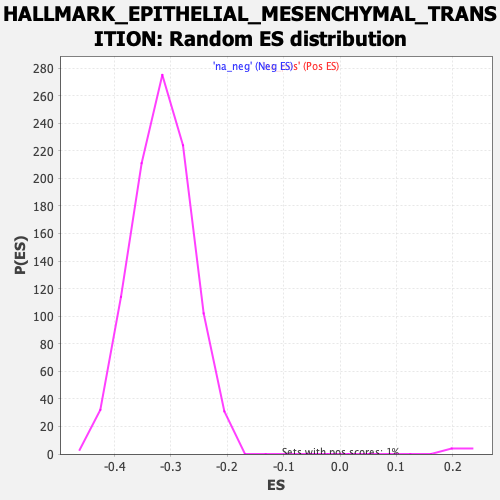 HALLMARK_EPITHELIAL_MESENCHYMAL_TRANS
ITION: Random ES distribution
'na_neg' (Neg ES)s' (Pos ES)
280
260
240
220
200
180
160
140
120
100
80
60
40
20
0
P(ES)
Sets with pos scores: 1%
-0.4 -0.3 -0.2 -0.1 0.0 0.1 0.2
ES